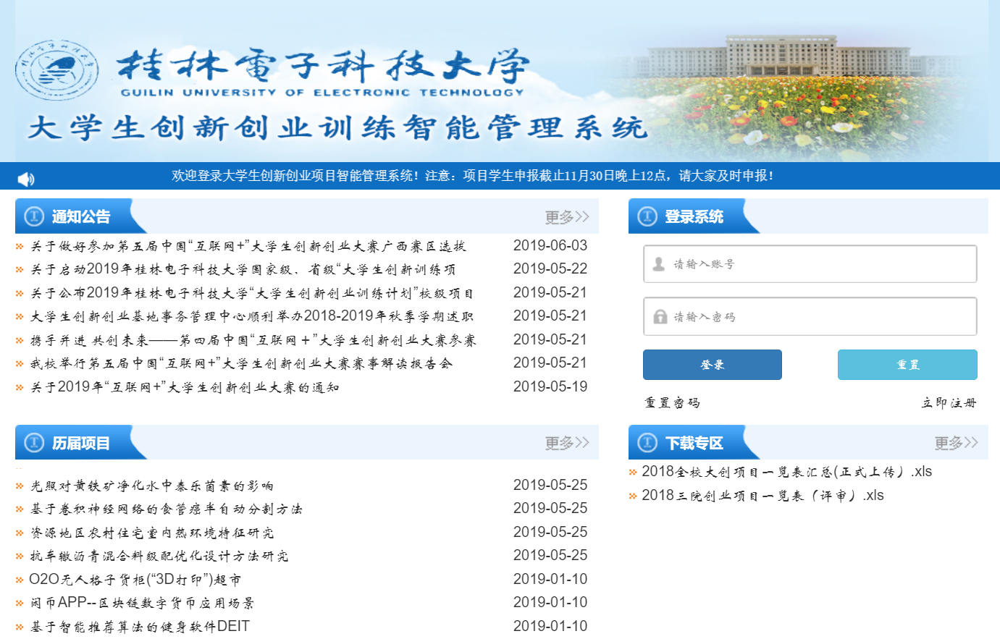 桂林電子科技大学
GUILIN UNIVERSITY OF ELECTRONIC TECHNOLOGY
大学生创新创业训练智能管理系统
欢迎登录大学生创新创业项目智能管理系统！注意：项目学生申报截止11月30日晚上12点，请大家及时申报！
通知公告 更多>>
关于做好参加第五届中国“互联网+”大学生创新创业大赛广西赛区选拔 2019-06-03
关于启动2019年桂林电子科技大学国家级、省级“大学生创新训练项 2019-05-22
关于公布2019年桂林电子科技大学“大学生创新创业训练计划”校级项目 2019-05-21
大学生创新创业基地事务管理中心顺利举办2018-2019年秋季学期述职 2019-05-21
携手并进 共创未来——第四届中国“互联网＋”大学生创新创业大赛参赛 2019-05-21
我校举行第五届中国“互联网+”大学生创新创业大赛赛事解读报告会 2019-05-21
关于2019年“互联网+”大学生创新创业大赛的通知 2019-05-19
登录系统
请输入账号
请输入密码
登录 重置
重置密码 立即注册
历届项目 更多>>
光照对黄铁矿净化水中泰乐菌素的影响 2019-05-25
基于卷积神经网络的食管癌半自动分割方法 2019-05-25
资源地区农村住宅室内热环境特征研究 2019-05-25
抗车辙沥青混合料级配优化设计方法研究 2019-05-25
O2O无人格子货柜(“3D打印”)超市 2019-01-10
闲币APP--区块链数字货币应用场景 2019-01-10
基于智能推荐算法的健身软件DEIT 2019-01-10
下载专区 更多>>
2018全校大创项目一览表汇总(正式上传）.xls
2018三院创业项目一览表（评审）.xls